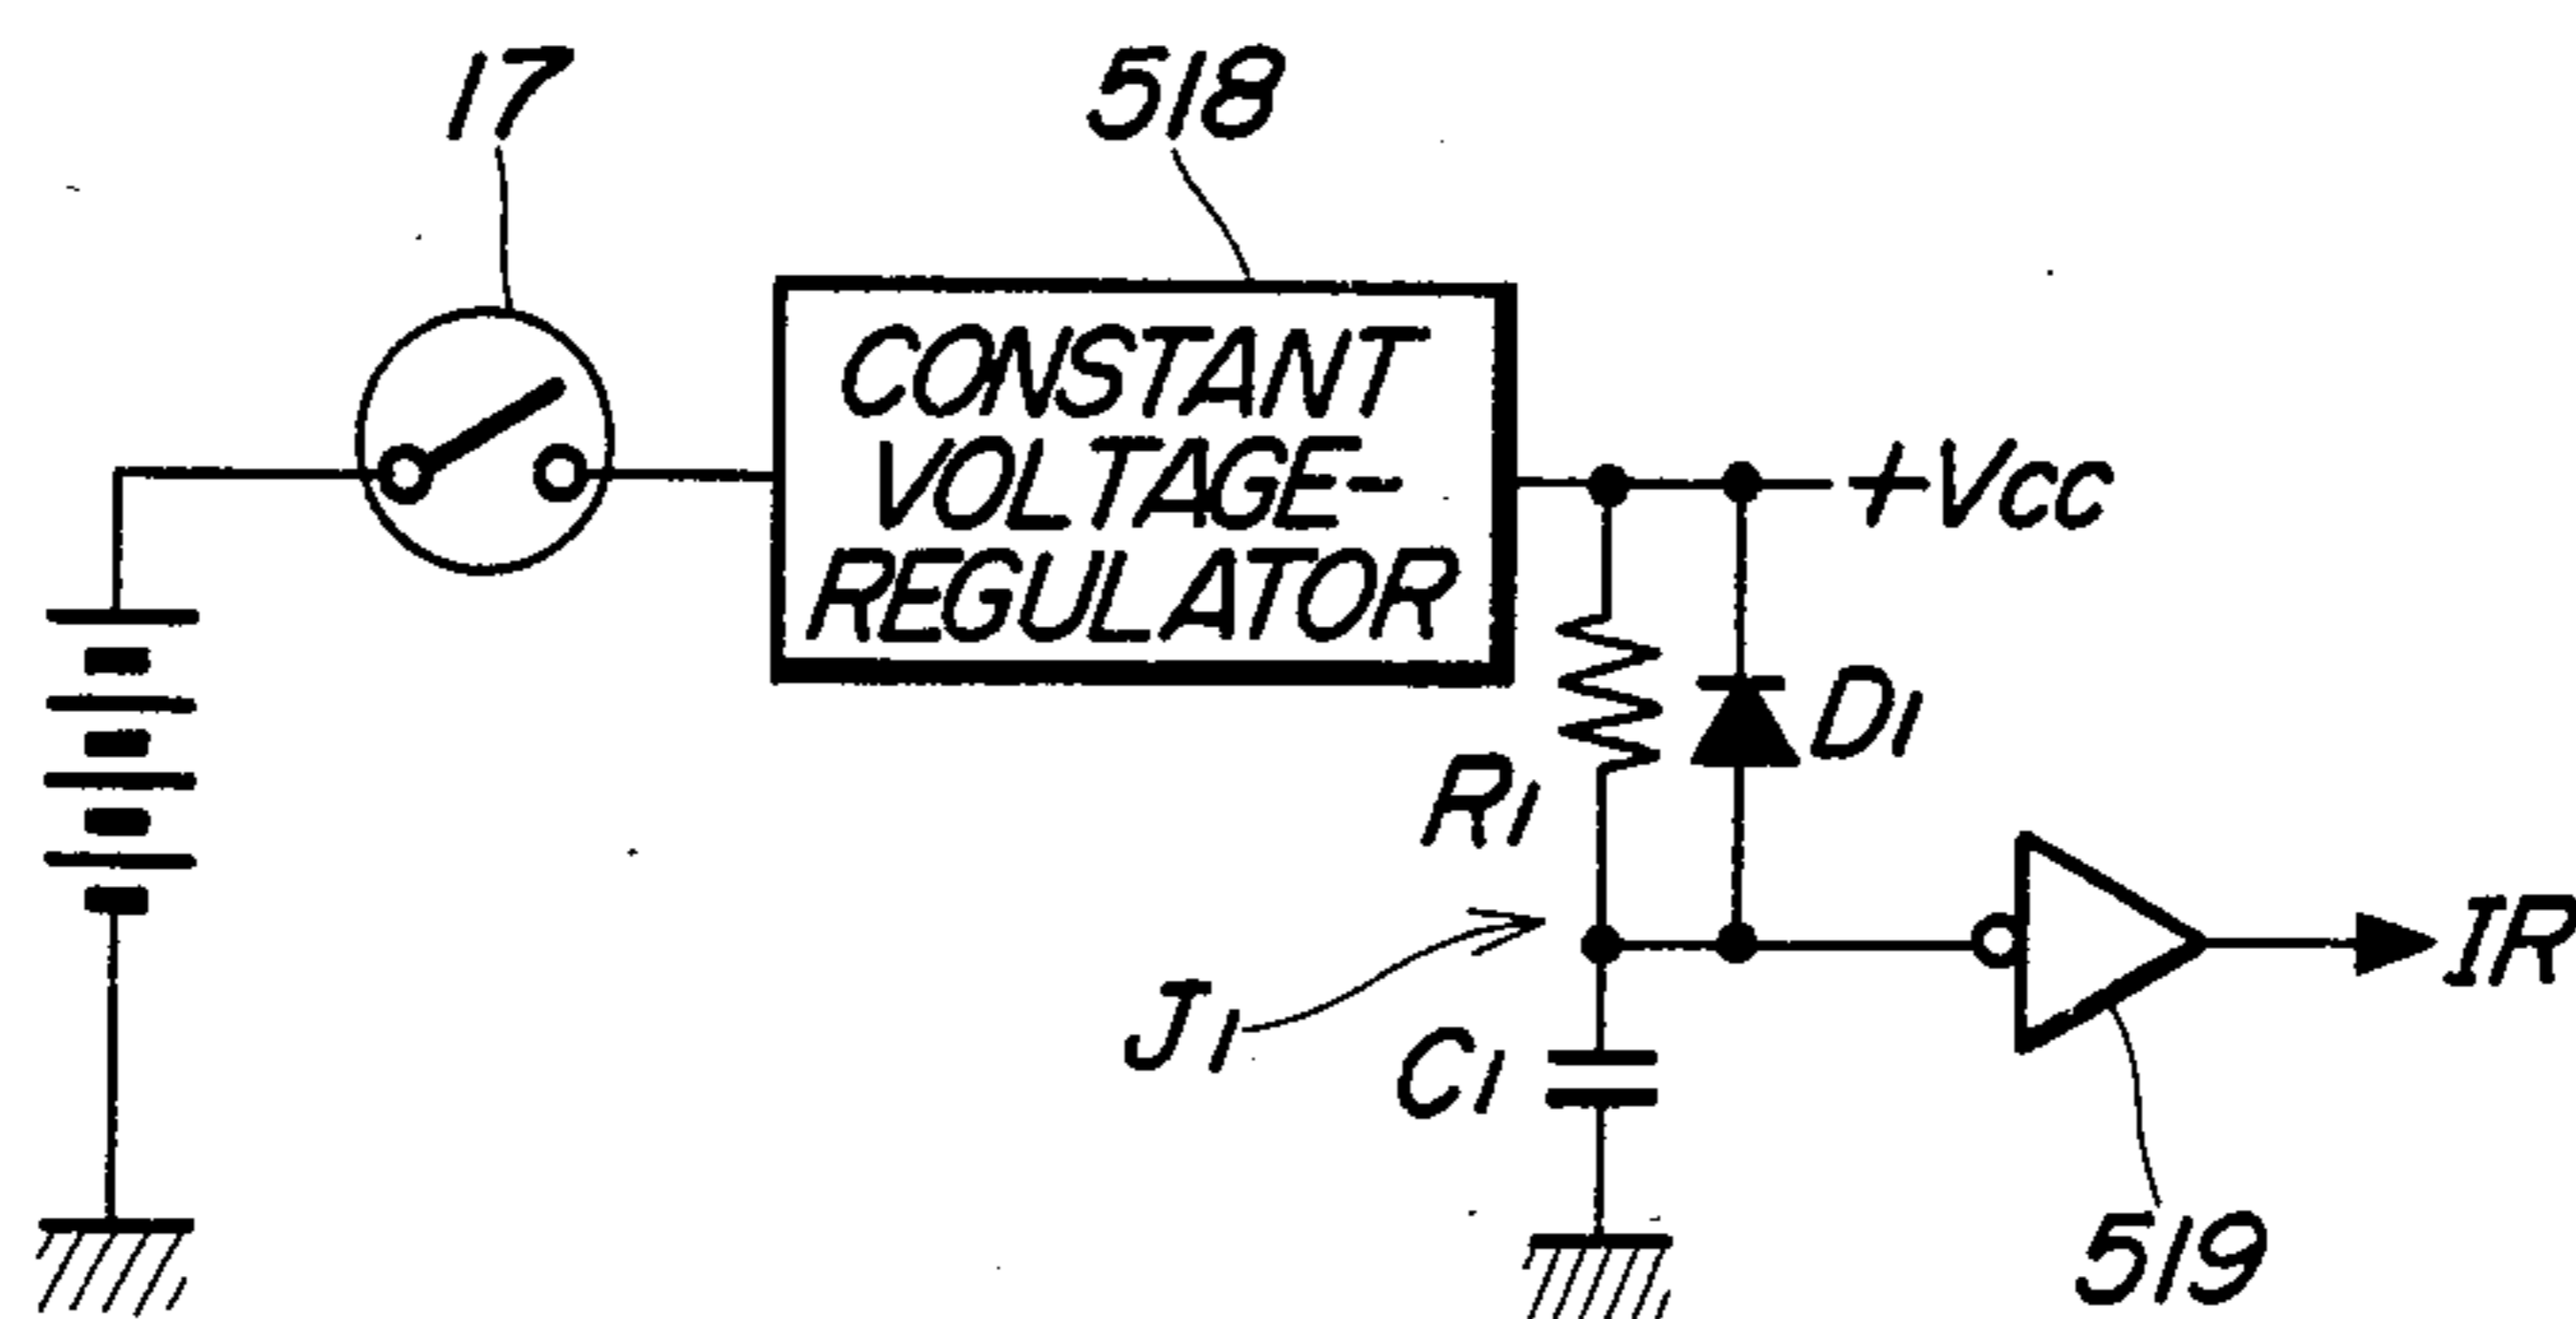 17
518
CONSTANT
VOLTAGE-
REGULATOR
+Vcc
R1
D1
J1
C1
IR
519